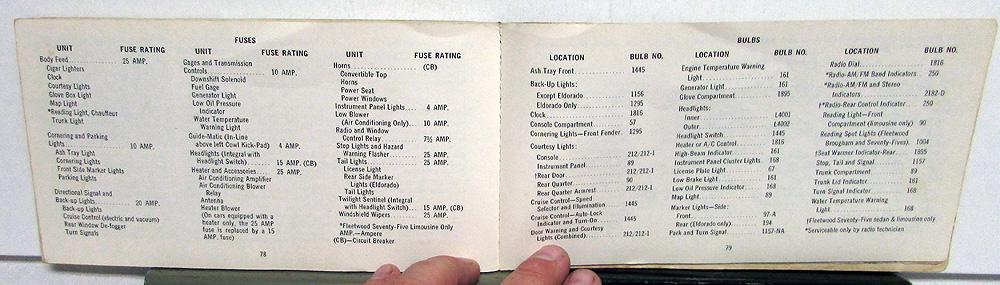 FUSES
UNIT FUSE RATING
Body Feed........ 25 AMP.
Cigar Lighters
Clock
Courtesy Lights
Glove Box Light
Map Light
*Reading Light, Chauffeur
Trunk Light
Cornering and Parking
Lights........ 10 AMP.
Ash Tray Light
Cornering Lights
Front Side Marker Lights
Parking Lights
Directional Signal and
Back-up Lights........ 20 AMP.
Back-up Lights
Cruise Control (electric and vacuum)
Rear Window De-fogger
Turn Signals
UNIT FUSE RATING
Gages and Transmission
Controls........ 10 AMP.
Downshift Solenoid
Fuel Gage
Generator Light
Low Oil Pressure
Indicator
Water Temperature
Warning Light
Guide-Matic (In-Line
above left Cowl Kick-Pad) 4 AMP.
Headlights (Integral with
Headlight Switch).... 15 AMP. (CB)
Heater and Accessories 25 AMP.
Air Conditioning Amplifier
Air Conditioning Blower
Relay
Antenna
Heater Blower
(On cars equipped with a
heater only, the 25 AMP
fuse is replaced by a 15
AMP. fuse)
UNIT FUSE RATING
Horns........ (CB)
Convertible Top
Horns
Power Seat
Power Windows
Instrument Panel Lights.... 4 AMP.
Low Blower
(Air Conditioning Only).. 10 AMP.
Radio and Window
Control Relay 7½ AMP.
Stop Lights and Hazard
Warning Flasher........ 25 AMP.
Tail Lights........ 25 AMP.
License Light
Rear Side Marker
Lights (Eldorado)
Tail Lights
Twilight Sentinel (Integral
with Headlight Switch)... 15 AMP. (CB)
Windshield Wipers........ 25 AMP.
*Fleetwood Seventy-Five Limousine Only
AMP.—Ampere
(CB)—Circuit Breaker
78
BULBS
LOCATION BULB NO.
Ash Tray Front........ 1445
Back-Up Lights:
Except Eldorado 1156
Eldorado Only 1295
Clock........ 1816
Console Compartment 57
Cornering Lights-Front Fender. 1295
Courtesy Lights:
Console........ 212/212-1
Instrument Panel 89
†Rear Door........ 212/212-1
Rear Quarter 90
Rear Quarter Armrest 212/212-1
Cruise Control—Speed
Selector and Illumination 1445
Cruise Control—Auto-Lock
Indicator and Turn-On 1445
Door Warning and Courtesy
Lights (Combined)........ 212/212-1
LOCATION BULB NO.
Engine Temperature Warning
Light........ 161
Generator Light 161
Glove Compartment 1895
Headlights:
Inner L4001
Outer L4002
Headlight Switch 1445
Heater or A/C Control 1816
High-Beam Indicator 161
Instrument Panel Cluster Lights 168
License Plate Light 67
Low Brake Light 161
Low Oil Pressure Indicator 168
Map Light 89
Marker Lights—Side:
Front........ 97-A
Rear (Eldorado only) 194
Park and Turn Signal 1157-NA
LOCATION BULB NO.
Radio Dial........ 1816
*Radio-AM/FM Band Indicators.. 250
*Radio-AM/FM and Stereo
Indicators........ 2182-D
†*Radio-Rear Control Indicator 250
Reading Light—Front
Compartment (limousine only) 90
Reading Spot Lights (Fleetwood
Brougham and Seventy-Fives). 1004
†Seat Warmer Indicator-Rear 1855
Stop, Tail and Signal 1157
Trunk Compartment 89
Trunk Lid Indicator 161
Turn Signal Indicator 168
Water Temperature Warning
Light........ 168
†Fleetwood Seventy-Five sedan & limousine only
*Serviceable only by radio technician
79